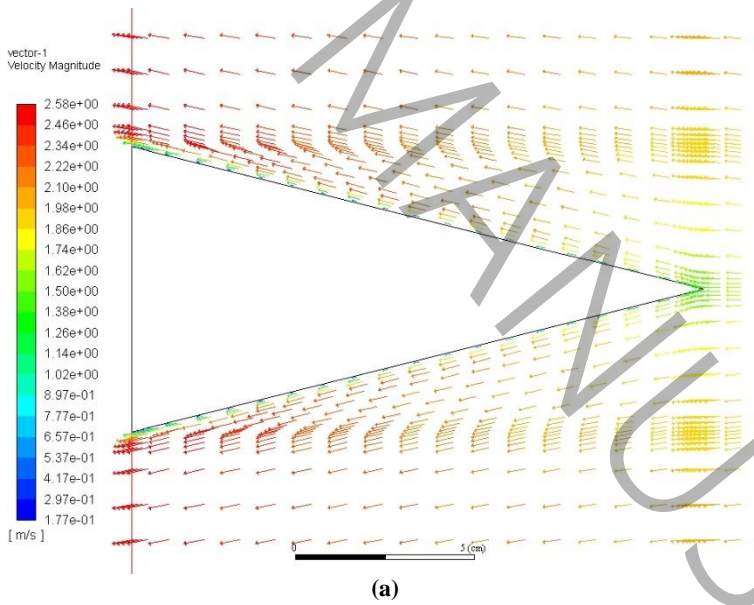 vector-1
Velocity Magnitude
2.58e+00
2.46e+00
2.34e+00
2.22e+00
2.10e+00
1.98e+00
1.86e+00
1.74e+00
1.62e+00
1.50e+00
1.38e+00
1.26e+00
1.14e+00
1.02e+00
8.97e-01
7.77e-01
6.57e-01
5.37e-01
4.17e-01
2.97e-01
1.77e-01
[ m/s ]
0 5 (cm)
(a)
MANUS